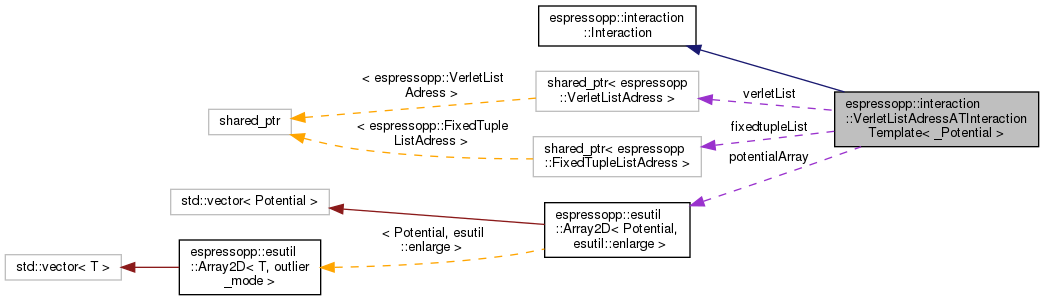 espressopp::interaction
::Interaction
< espressopp::VerletList
Adress >
shared_ptr< espressopp
::VerletListAdress >
verletList
espressopp::interaction
::VerletListAdressATInteraction
Template< _Potential >
shared_ptr
< espressopp::FixedTuple
ListAdress >
fixedtupleList
shared_ptr< espressopp
::FixedTupleListAdress >
potentialArray
std::vector< Potential >
espressopp::esutil
::Array2D< Potential,
esutil::enlarge >
< Potential, esutil
::enlarge >
std::vector< T >
espressopp::esutil
::Array2D< T, outlier
_mode >